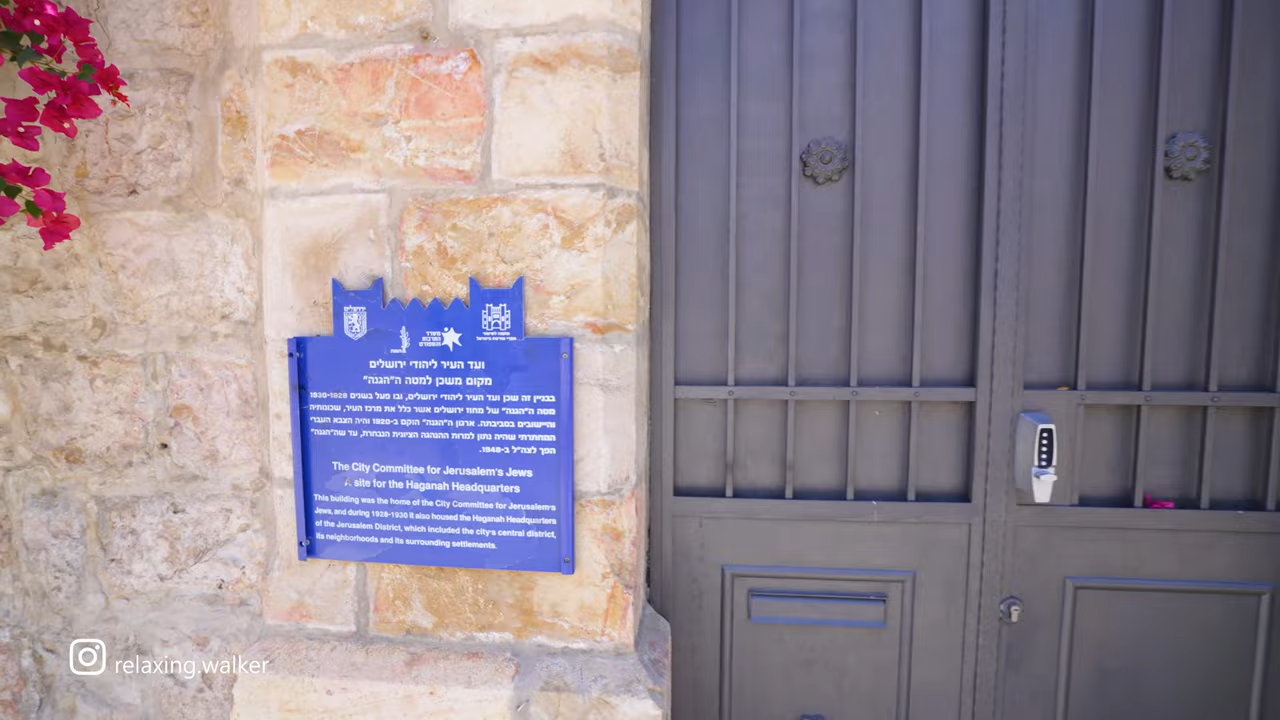 ירושלים
משרד
התרבות
והספורט
ועד העיר ליהודי ירושלים
מקום משכן למטה ה"הגנה"
בבניין זה שכן ועד העיר ליהודי ירושלים, ובו פעל בשנים 1930-1928
מטה ה"הגנה" של מחוז ירושלים אשר כלל את מרכז העיר, שכונותיה
והיישובים בסביבתה. ארגון ה"הגנה" הוקם ב-1920 והיה הצבא העברי
המחתרתי שהיה נתון למרות ההנהגה הציונית הנבחרת, עד שה"הגנה"
הפך לצה"ל ב-1948.
The City Committee for Jerusalem's Jews
A site for the Haganah Headquarters
This building was the home of the City Committee for Jerusalem's
Jews, and during 1928-1930 it also housed the Haganah Headquarters
of the Jerusalem District, which included the city's central district,
its neighborhoods and its surrounding settlements.
relaxing.walker